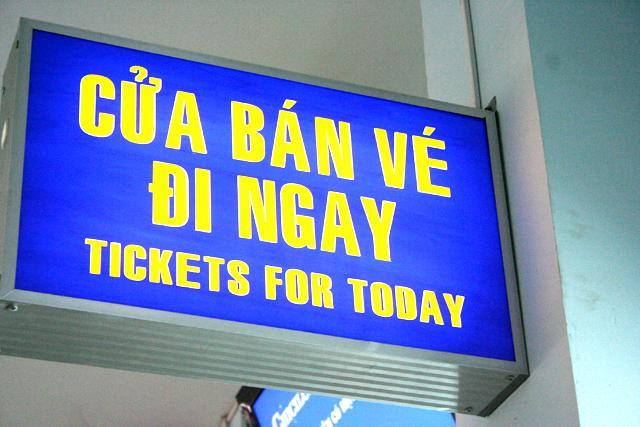 CỬA BÁN VÉ
ĐI NGAY
TICKETS FOR TODAY